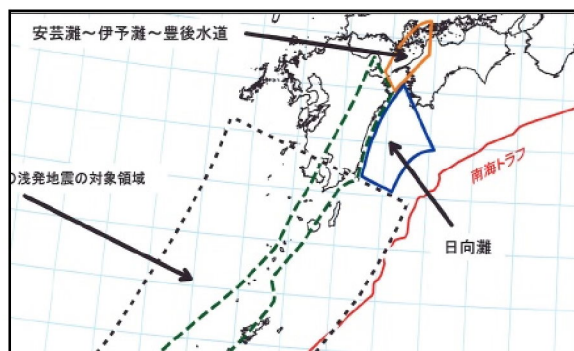 安芸灘～伊予灘～豊後水道
の浅発地震の対象領域
南海トラフ
日向灘